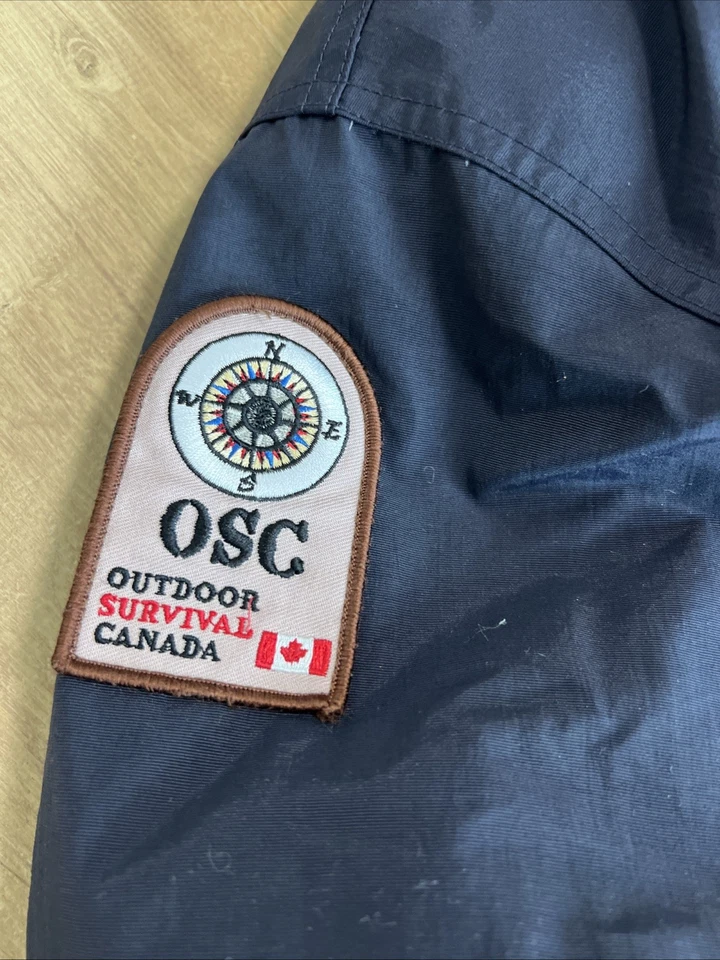 N
W E
S
OSC
OUTDOOR
SURVIVAL
CANADA